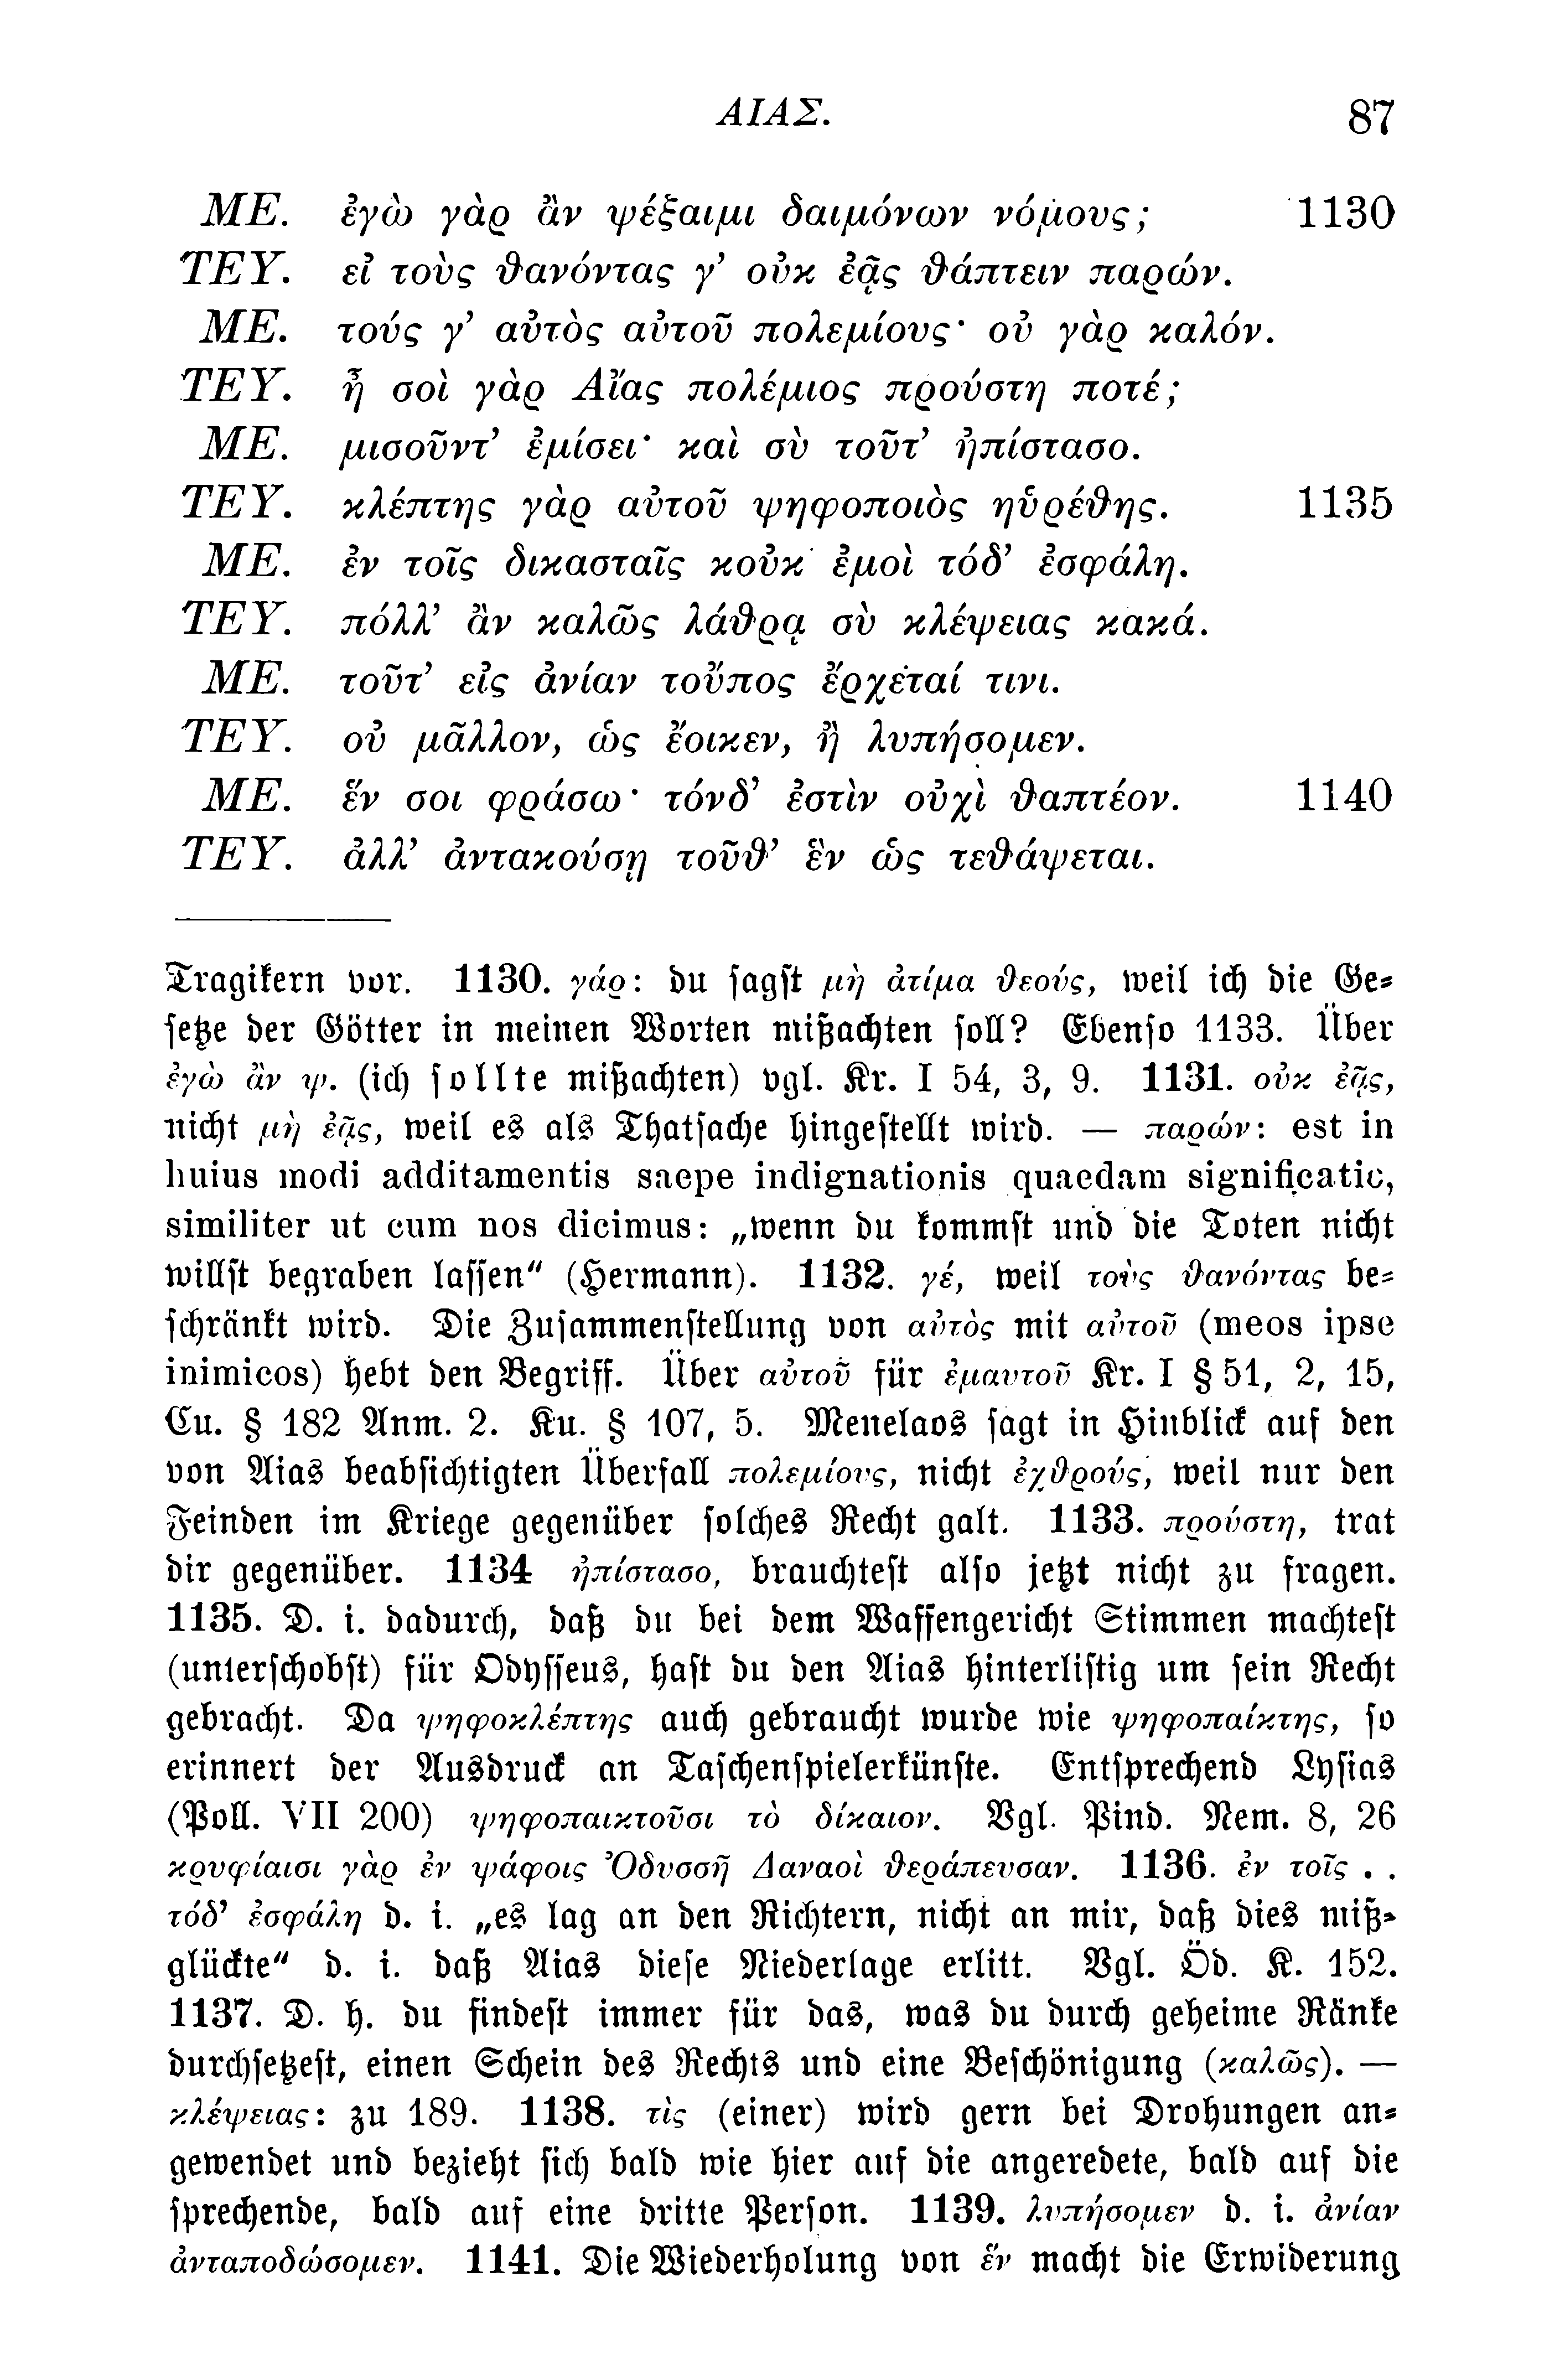 ΑΙΑΣ. 87
ΜΕ. ἐγὼ γὰρ ἂν ψέξαιμι δαιμόνων νόμους; 1130
ΤΕΥ. εἰ τοὺς ϑανόντας γ’ οὐκ ἐᾷς ϑάπτειν παρών.
ΜΕ. τούς γ’ αὐτὸς αὑτοῦ πολεμίους· οὐ γὰρ καλόν.
ΤΕΥ. ἦ σοὶ γὰρ Αἴας πολέμιος προύστη ποτέ;
ΜΕ. μισοῦντ’ ἐμίσει· καὶ σὺ τοῦτ’ ἠπίστασο.
ΤΕΥ. κλέπτης γὰρ αὐτοῦ ψηφοποιὸς ηὑρέϑης. 1135
ΜΕ. ἐν τοῖς δικασταῖς κοὐκ ἐμοὶ τόδ’ ἐσφάλη.
ΤΕΥ. πόλλ’ ἂν καλῶς λάϑρᾳ σὺ κλέψειας κακά.
ΜΕ. τοῦτ’ εἰς ἀνίαν τοὔπος ἔρχεταί τινι.
ΤΕΥ. οὐ μᾶλλον, ὡς ἔοικεν, ἢ λυπήσομεν.
ΜΕ. ἕν σοι φράσω· τόνδ’ ἐστὶν οὐχὶ ϑαπτέον. 1140
ΤΕΥ. ἀλλ’ ἀντακούσῃ τοῦϑ’ ἓν ὡς τεϑάψεται.
Tragikern vor. 1130. γάρ: du sagst μὴ ἀτίμα ϑεούς, weil ich die Ge-
setze der Götter in meinen Worten mißachten soll? Ebenso 1133. Über
ἐγὼ ἂν ψ. (ich sollte mißachten) vgl. Kr. I 54, 3, 9. 1131. οὐκ ἐᾷς,
nicht μὴ ἐᾷς, weil es als Thatsache hingestellt wird. — παρών: est in
huius modi additamentis saepe indignationis quaedam significatio,
similiter ut cum nos dicimus: „wenn du kommst und die Toten nicht
willst begraben lassen“ (Hermann). 1132. γέ, weil τοὺς ϑανόντας be-
schränkt wird. Die Zusammenstellung von αὐτὸς mit αὑτοῦ (meos ipse
inimicos) hebt den Begriff. Über αὑτοῦ für ἐμαυτοῦ Kr. I § 51, 2, 15,
Cu. § 182 Anm. 2. Ku. § 107, 5. Menelaos sagt in Hinblick auf den
von Aias beabsichtigten Überfall πολεμίους, nicht ἐχϑρούς, weil nur den
Feinden im Kriege gegenüber solches Recht galt. 1133. προύστη, trat
dir gegenüber. 1134 ἠπίστασο, brauchtest also jetzt nicht zu fragen.
1135. D. i. dadurch, daß du bei dem Waffengericht Stimmen machtest
(unterschobst) für Odysseus, hast du den Aias hinterlistig um sein Recht
gebracht. Da ψηφοκλέπτης auch gebraucht wurde wie ψηφοπαίκτης, so
erinnert der Ausdruck an Taschenspielerkünste. Entsprechend Lysias
(Poll. VII 200) ψηφοπαικτοῦσι τὸ δίκαιον. Vgl. Pind. Nem. 8, 26
κρυφίαισι γὰρ ἐν ψάφοις Ὀδυσσῆ Δαναοὶ ϑεράπευσαν. 1136. ἐν τοῖς . .
τόδ’ ἐσφάλη d. i. „es lag an den Richtern, nicht an mir, daß dies miß-
glückte“ d. i. daß Aias diese Niederlage erlitt. Vgl. Öd. K. 152.
1137. D. h. du findest immer für das, was du durch geheime Ränke
durchsetzest, einen Schein des Rechts und eine Beschönigung (καλῶς). —
κλέψειας: zu 189. 1138. τὶς (einer) wird gern bei Drohungen an-
gewendet und bezieht sich bald wie hier auf die angeredete, bald auf die
sprechende, bald auf eine dritte Person. 1139. λυπήσομεν d. i. ἀνίαν
ἀνταποδώσομεν. 1141. Die Wiederholung von ἕν macht die Erwiderung